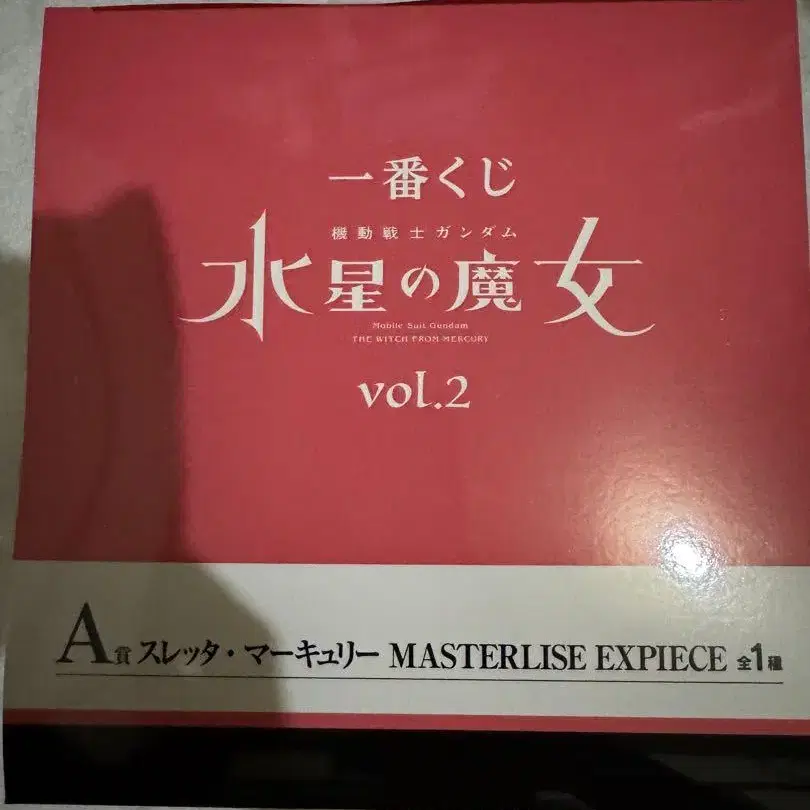 一番くじ
機動戦士ガンダム
水星の魔女
Mobile Suit Gundam
THE WITCH FROM MERCURY
vol.2
A賞 スレッタ・マーキュリー MASTERLISE EXPIECE 全1種